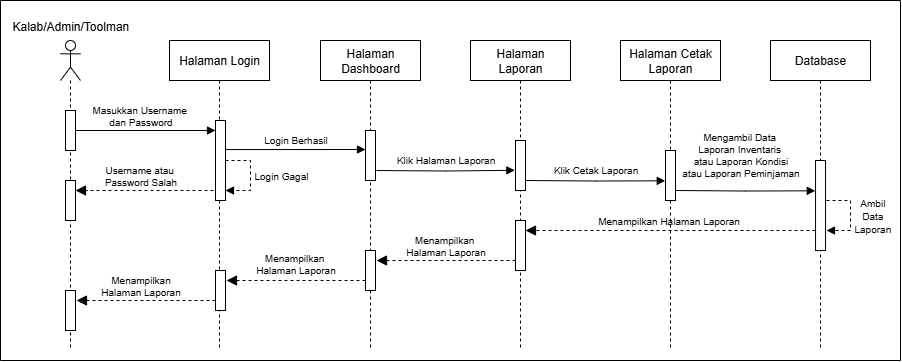 Kalab/Admin/Toolman
Halaman Login
Halaman
Dashboard
Halaman
Laporan
Halaman Cetak
Laporan
Database
Masukkan Username
dan Password
Login Berhasil
Klik Halaman Laporan
Klik Cetak Laporan
Mengambil Data
Laporan Inventaris
atau Laporan Kondisi
atau Laporan Peminjaman
Username atau
Password Salah
Login Gagal
Ambil
Data
Laporan
Menampilkan Halaman Laporan
Menampilkan
Halaman Laporan
Menampilkan
Halaman Laporan
Menampilkan
Halaman Laporan